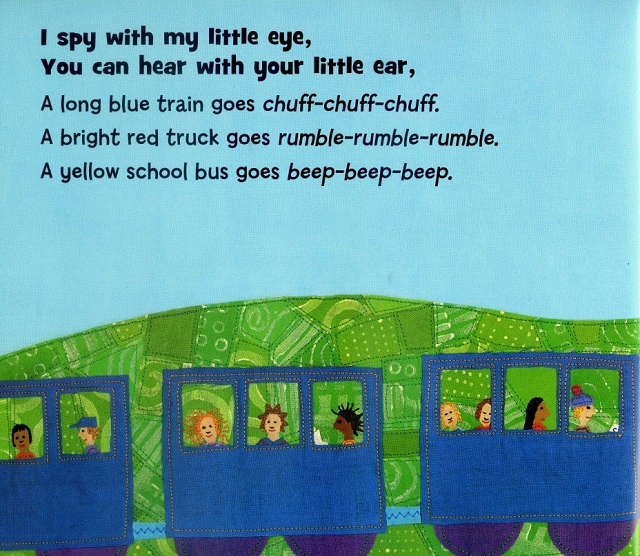 I spy with my little eye,
You can hear with your little ear,
A long blue train goes chuff-chuff-chuff.
A bright red truck goes rumble-rumble-rumble.
A yellow school bus goes beep-beep-beep.